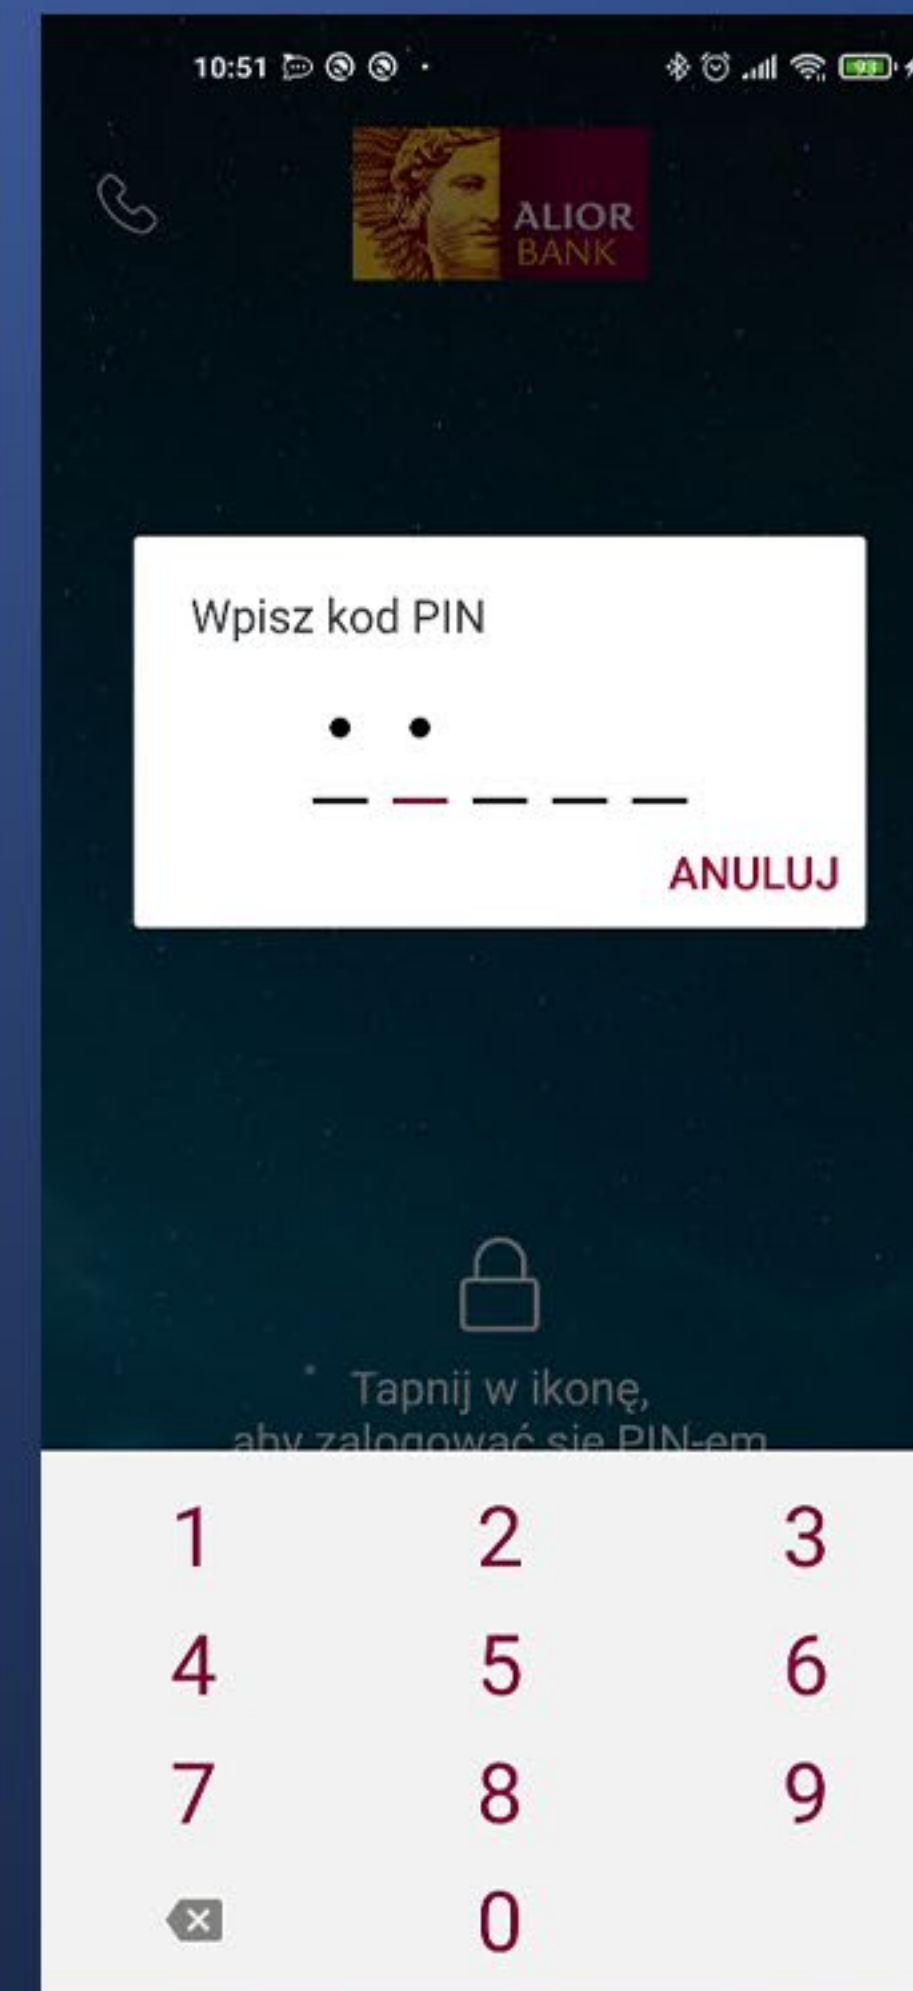 10:51
93
ALIOR
BANK
Wpisz kod PIN
ANULUJ
Tapnij w ikonę,
aby zalogować się PIN-em
1 2 3
4 5 6
7 8 9
0